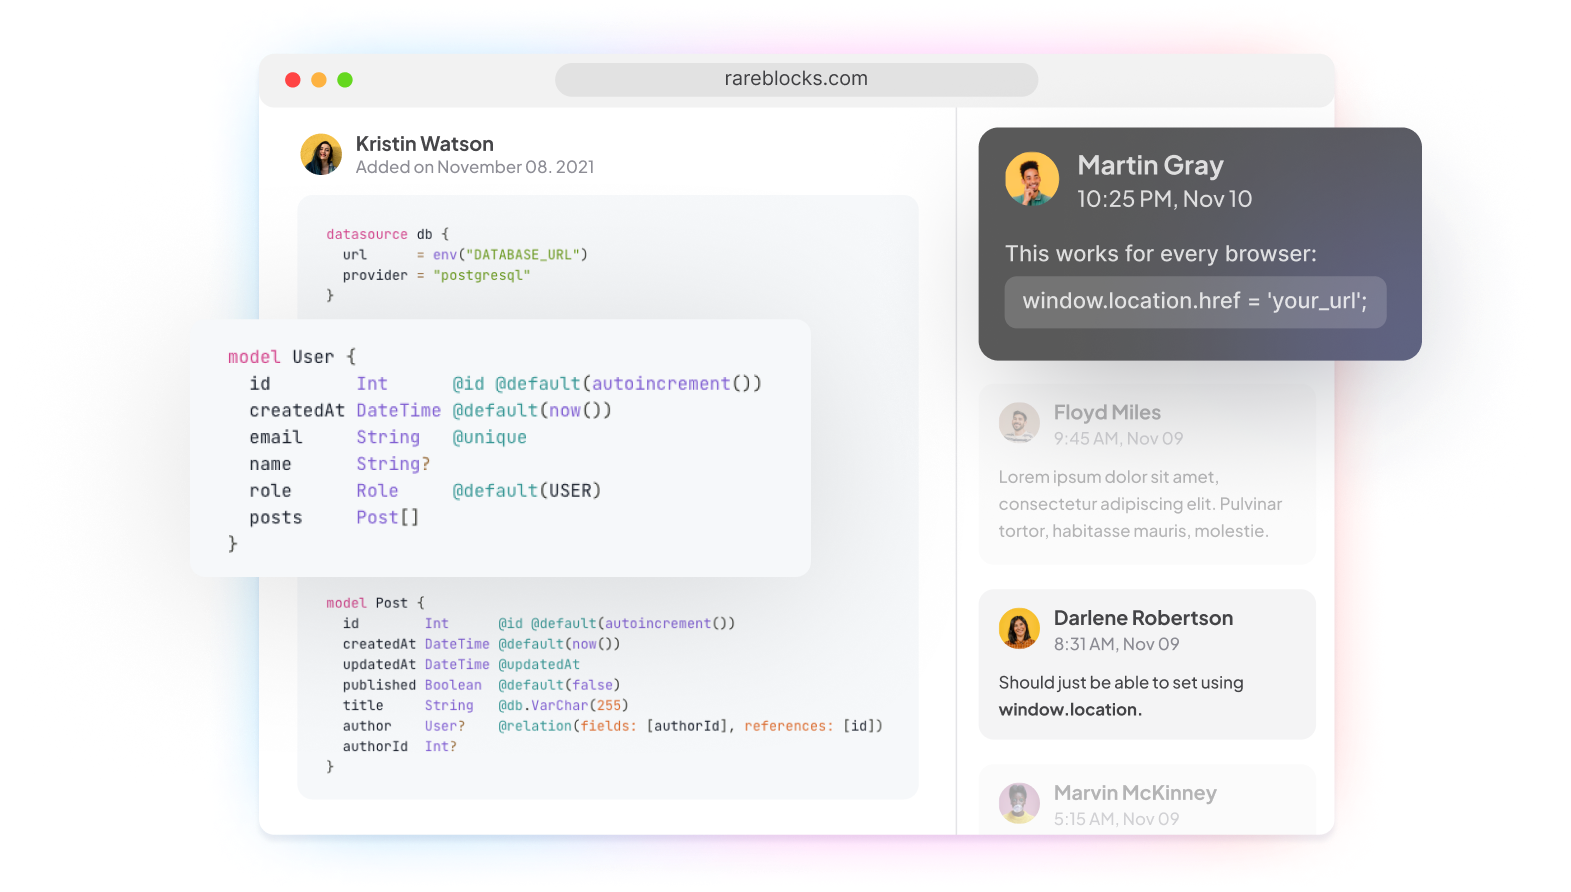 rareblocks.com
Kristin Watson
Added on November 08. 2021
datasource db {
  url      = env("DATABASE_URL")
  provider = "postgresql"
}
model User {
  id        Int      @id @default(autoincrement())
  createdAt DateTime @default(now())
  email     String   @unique
  name      String?
  role      Role     @default(USER)
  posts     Post[]
}
model Post {
  id        Int      @id @default(autoincrement())
  createdAt DateTime @default(now())
  updatedAt DateTime @updatedAt
  published Boolean  @default(false)
  title     String   @db.VarChar(255)
  author    User?    @relation(fields: [authorId], references: [id])
  authorId  Int?
}
Martin Gray
10:25 PM, Nov 10
This works for every browser:
window.location.href = 'your_url';
Floyd Miles
9:45 AM, Nov 09
Lorem ipsum dolor sit amet,
consectetur adipiscing elit. Pulvinar
tortor, habitasse mauris, molestie.
Darlene Robertson
8:31 AM, Nov 09
Should just be able to set using
window.location.
Marvin McKinney
5:15 AM, Nov 09